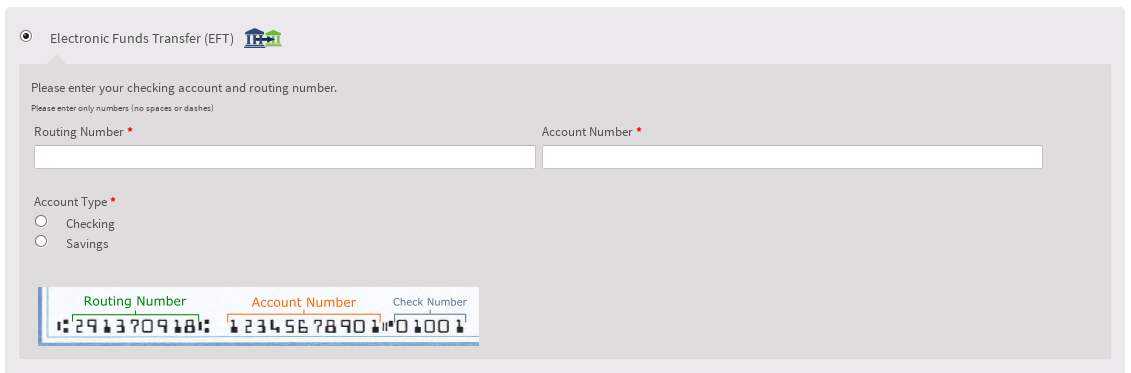 Electronic Funds Transfer (EFT)
Please enter your checking account and routing number.
Please enter only numbers (no spaces or dashes)
Routing Number * Account Number *
Account Type *
Checking
Savings
Routing Number Account Number Check Number
⑆291370918⑆ 12345678901⑈01001